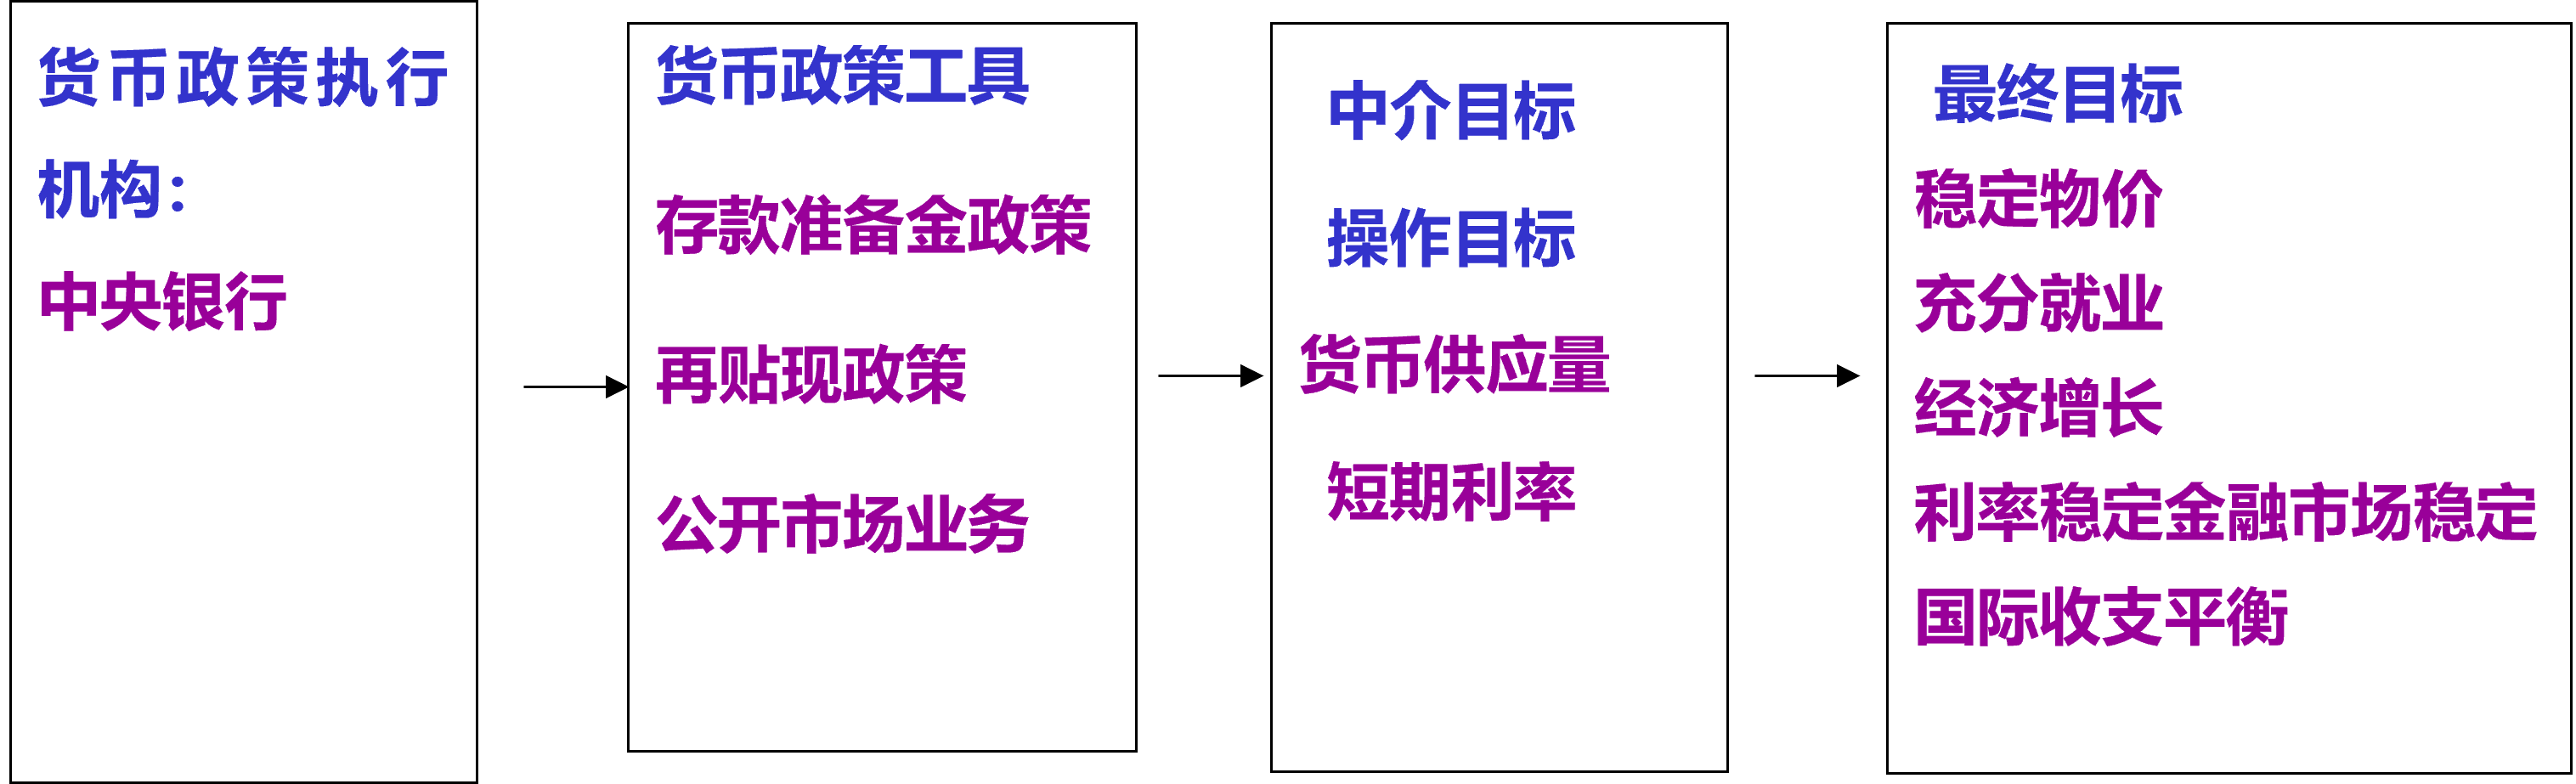 货币政策执行
机构：
中央银行
货币政策工具
存款准备金政策
再贴现政策
公开市场业务
中介目标
操作目标
货币供应量
短期利率
最终目标
稳定物价
充分就业
经济增长
利率稳定金融市场稳定
国际收支平衡